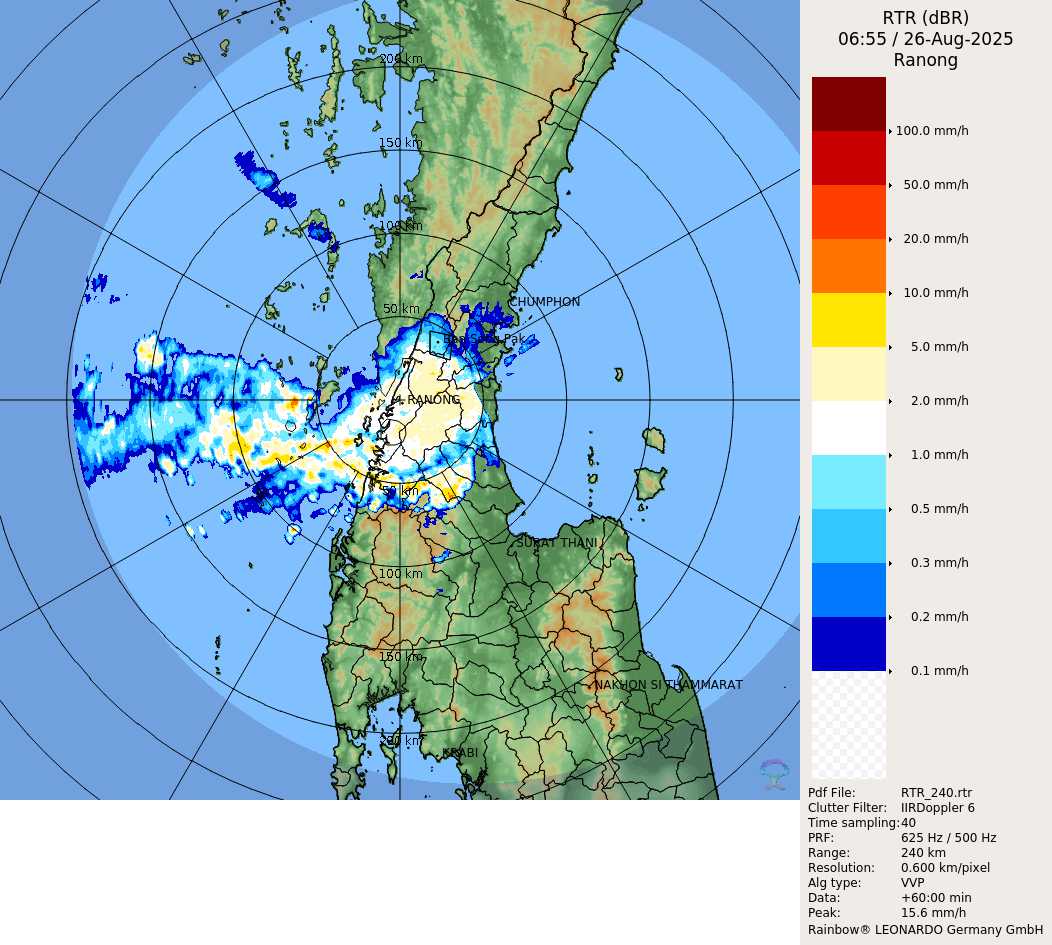 RTR (dBR)
06:55 / 26-Aug-2025
Ranong
100.0 mm/h
50.0 mm/h
20.0 mm/h
10.0 mm/h
5.0 mm/h
2.0 mm/h
1.0 mm/h
0.5 mm/h
0.3 mm/h
0.2 mm/h
0.1 mm/h
200 km
150 km
100 km
50 km
CHUMPHON
RANONG
50 km
SURAT THANI
100 km
150 km
NAKHON SI THAMMARAT
200 km
KRABI
Pdf File: RTR_240.rtr
Clutter Filter: IIRDoppler 6
Time sampling:40
PRF: 625 Hz / 500 Hz
Range: 240 km
Resolution: 0.600 km/pixel
Alg type: VVP
Data: +60:00 min
Peak: 15.6 mm/h
Rainbow® LEONARDO Germany GmbH